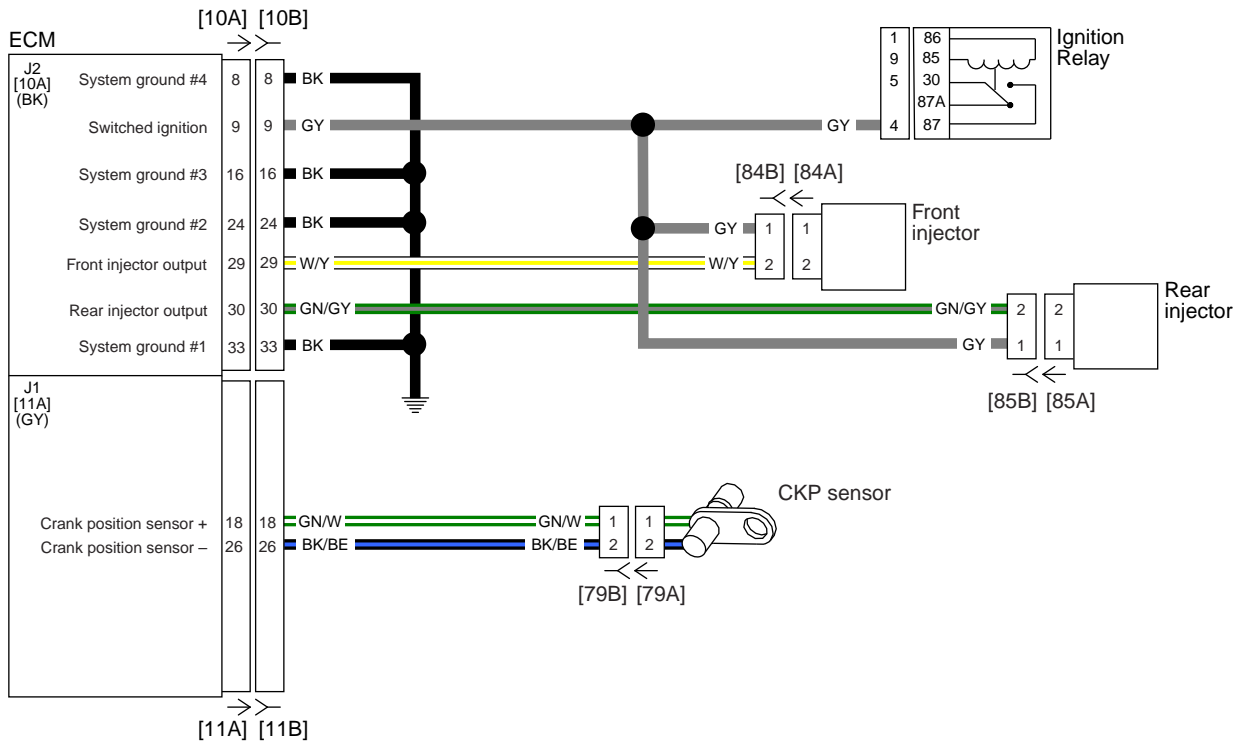 [10A] [10B]
ECM
J2
[10A]
(BK)
System ground #4 8 8 BK
Switched ignition 9 9 GY GY
System ground #3 16 16 BK
System ground #2 24 24 BK
Front injector output 29 29 W/Y W/Y
Rear injector output 30 30 GN/GY GN/GY
System ground #1 33 33 BK
1 86
9 85
5 30
87A
4 87
Ignition
Relay
[84B] [84A]
GY 1 1
2 2
Front
injector
2 2
GY 1 1
Rear
injector
[85B] [85A]
J1
[11A]
(GY)
Crank position sensor + 18 18 GN/W GN/W 1 1
Crank position sensor – 26 26 BK/BE BK/BE 2 2
CKP sensor
[79B] [79A]
[11A] [11B]